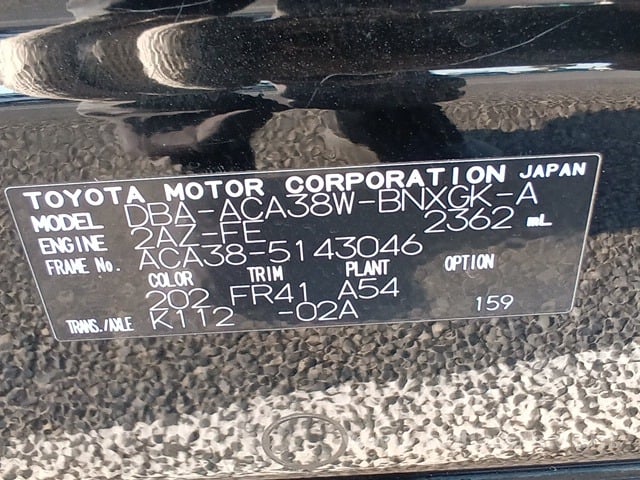 TOYOTA MOTOR CORPORATION JAPAN
MODEL DBA-ACA38W-BNXGK-A
ENGINE 2AZ-FE 2362 mL
FRAME No. ACA38-5143046
COLOR TRIM PLANT OPTION
202 FR41 A54
TRANS./AXLE K112 -02A 159